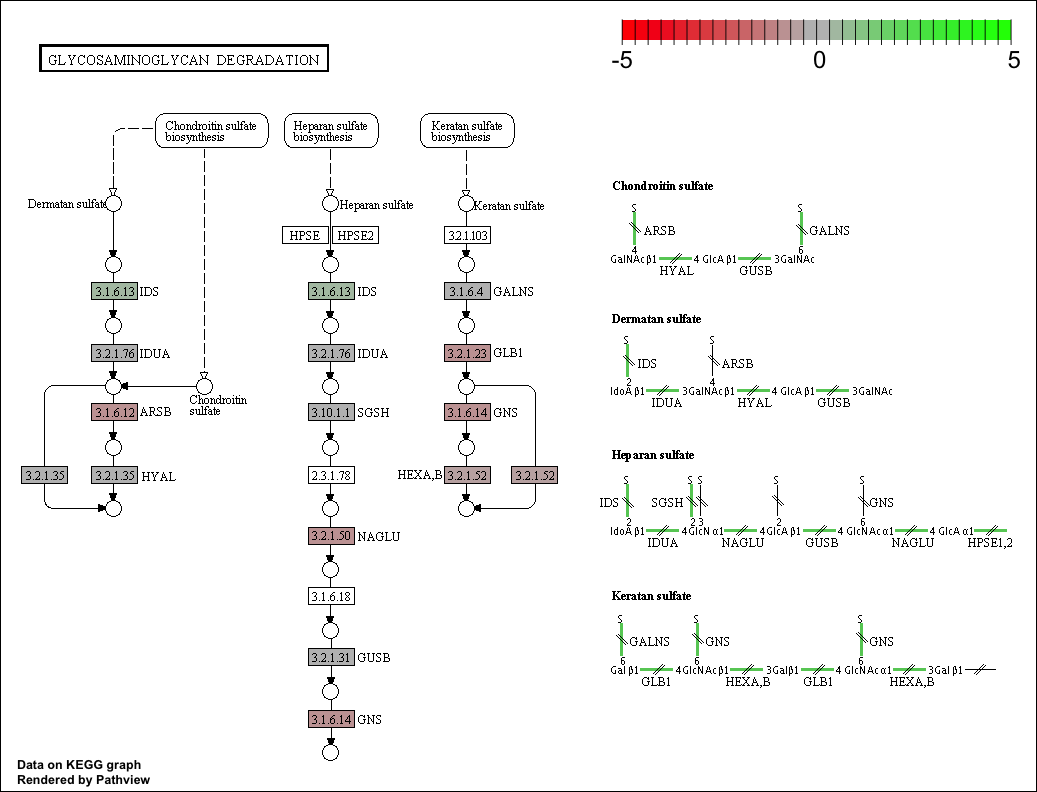 -5 0 5
GLYCOSAMINOGLYCAN DEGRADATION
Chondroitin sulfate
biosynthesis
Heparan sulfate
biosynthesis
Keratan sulfate
biosynthesis
Dermatan sulfate
Heparan sulfate
Keratan sulfate
HPSE HPSE2 3.2.1.103
3.1.6.13 IDS 3.1.6.13 IDS 3.1.6.4 GALNS
3.2.1.76 IDUA 3.2.1.76 IDUA 3.2.1.23 GLB1
Chondroitin
sulfate
3.1.6.12 ARSB 3.10.1.1 SGSH 3.1.6.14 GNS
3.2.1.35 3.2.1.35 HYAL 2.3.1.78 HEXA,B 3.2.1.52 3.2.1.52
3.2.1.50 NAGLU
3.1.6.18
3.2.1.31 GUSB
3.1.6.14 GNS
Chondroitin sulfate
S S
ARSB GALNS
4 6
GalNAc β1 4 GlcA β1 3GalNAc
HYAL GUSB
Dermatan sulfate
S S
IDS ARSB
2 4
IdoA β1 3GalNAc β1 4 GlcA β1 3GalNAc
IDUA HYAL GUSB
Heparan sulfate
S S S S S
IDS SGSH GNS
2 2 3 2 6
IdoA β1 4GlcN α1 4GlcA β1 4 GlcNAc α1 4 GlcA α1
IDUA NAGLU GUSB NAGLU HPSE1,2
Keratan sulfate
S S S
GALNS GNS GNS
6 6 6
Gal β1 4GlcNAc β1 3Gal β1 4 GlcNAc α1 3Gal β1
GLB1 HEXA,B GLB1 HEXA,B
Data on KEGG graph
Rendered by Pathview